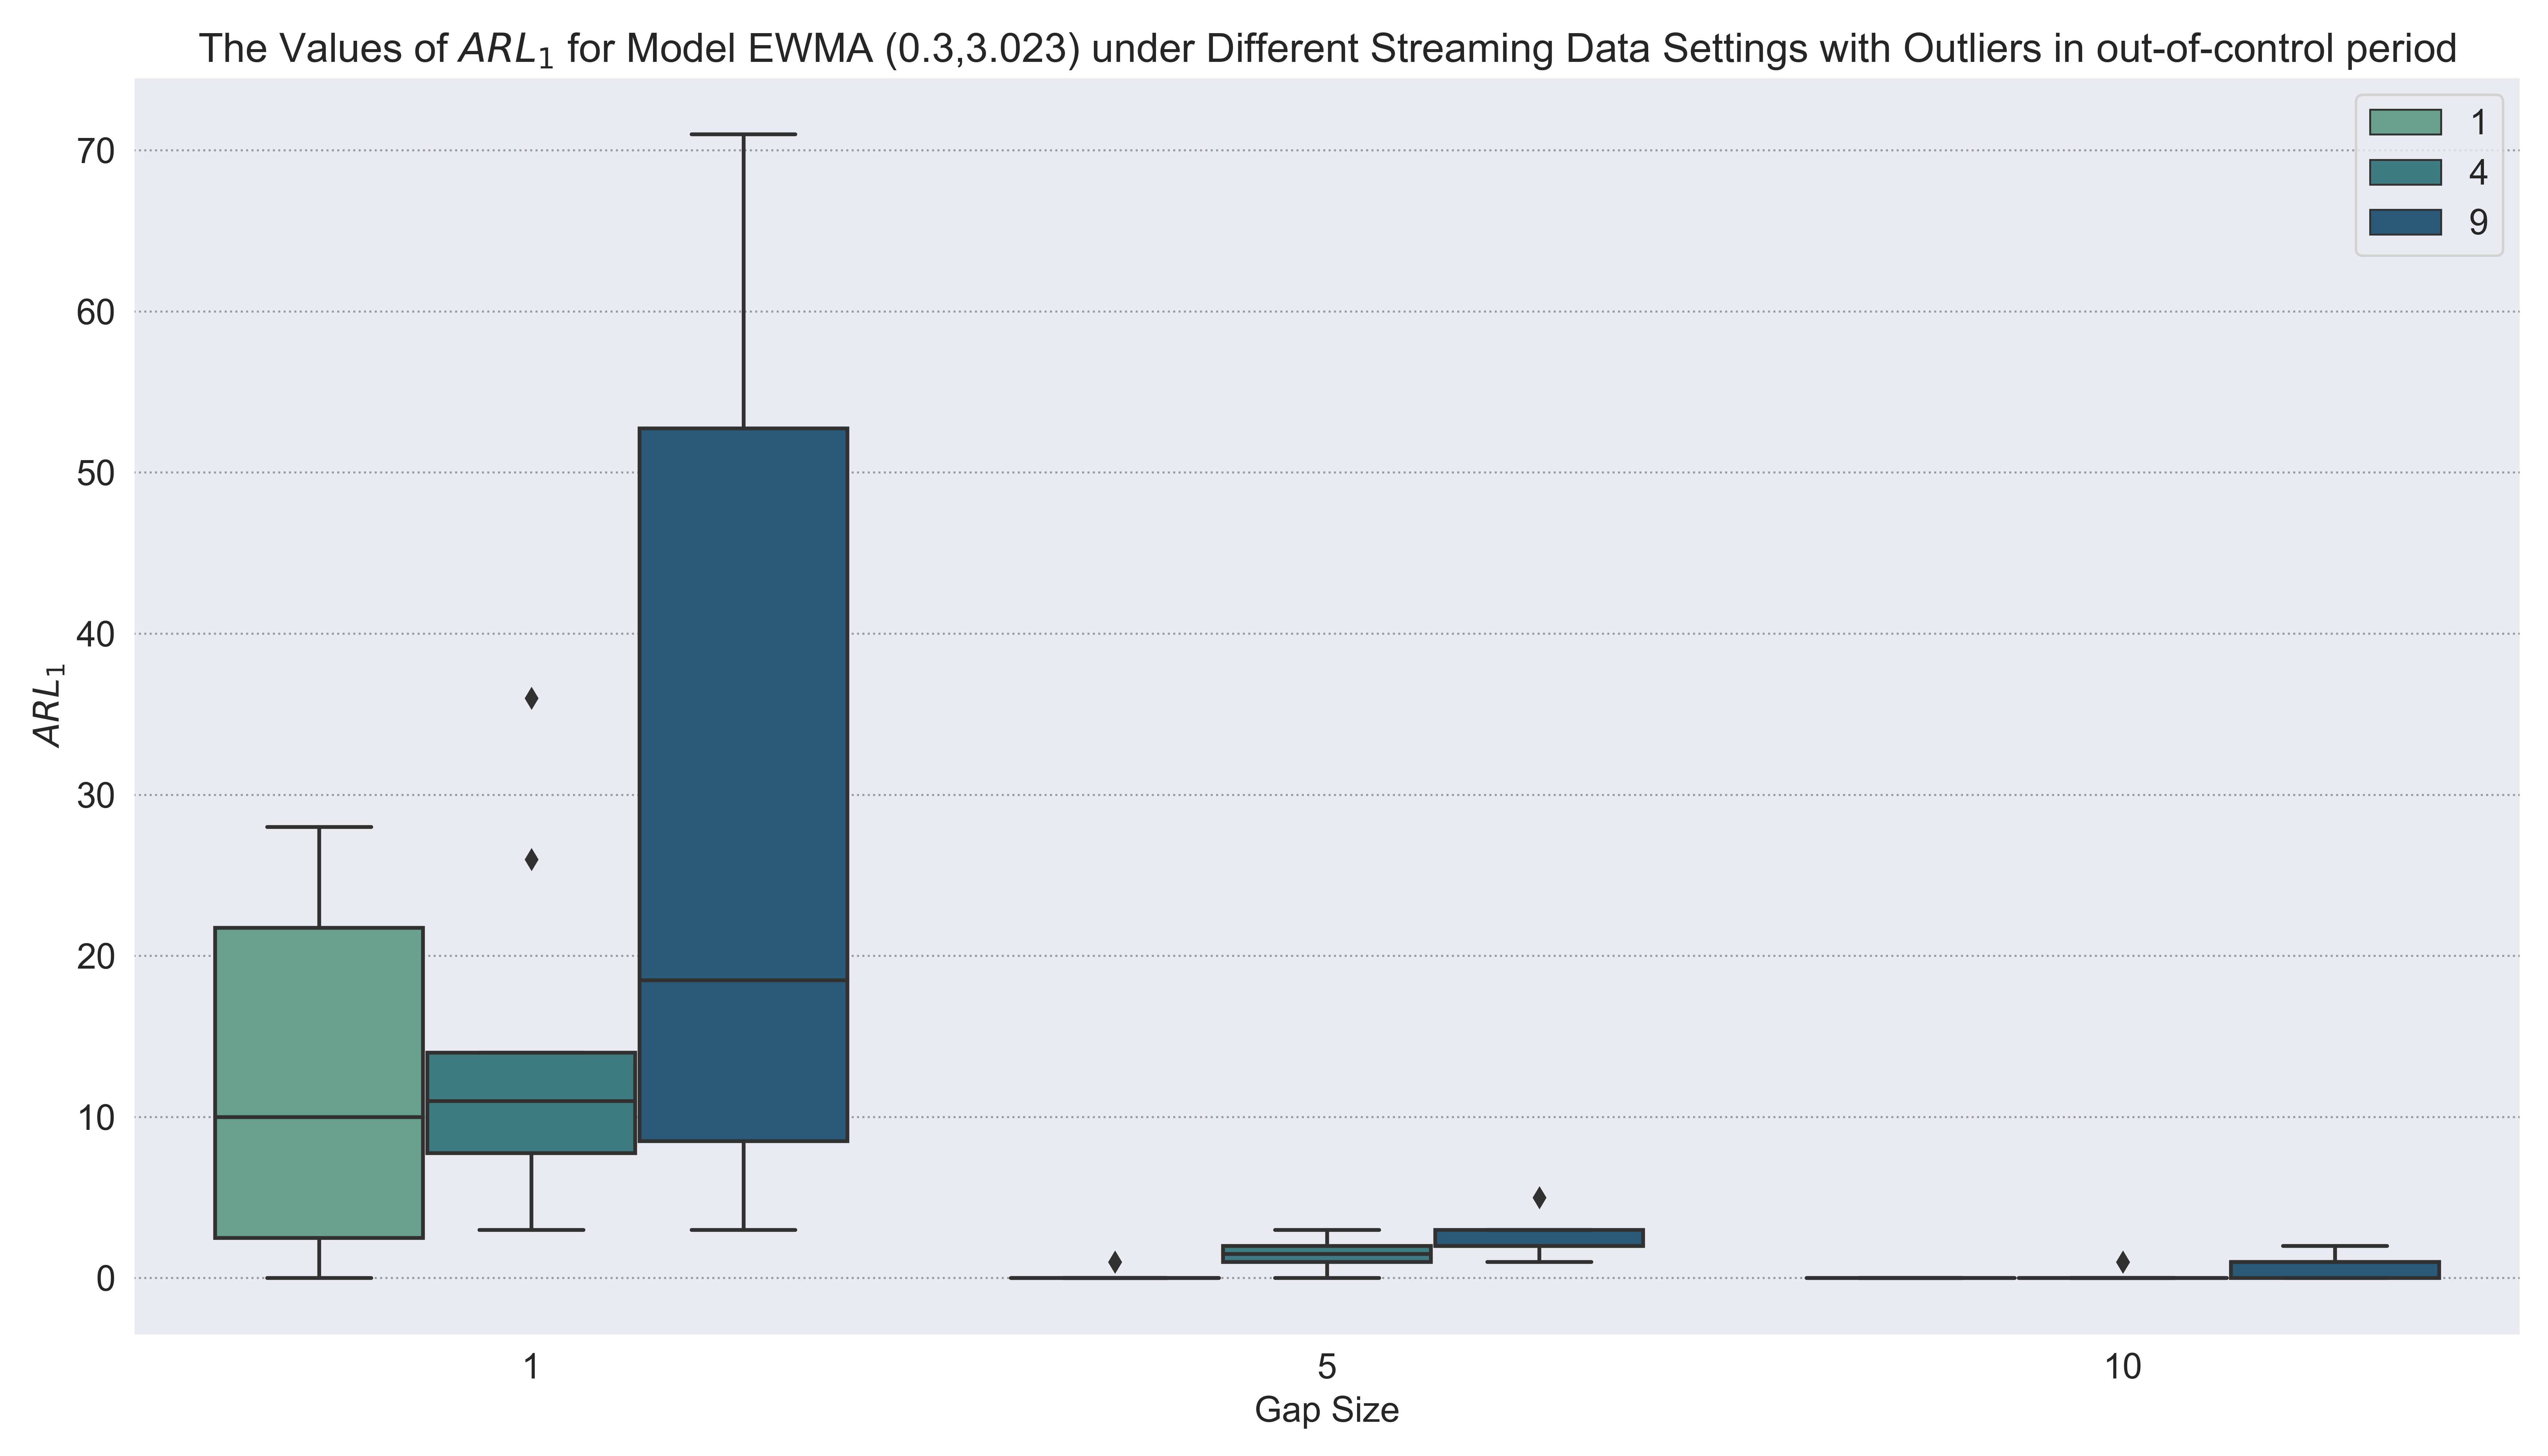 The Values of ARL₁ for Model EWMA (0.3,3.023) under Different Streaming Data Settings with Outliers in out-of-control period
1
4
9
70
60
50
40
30
20
10
0
ARL₁
1 5 10
Gap Size